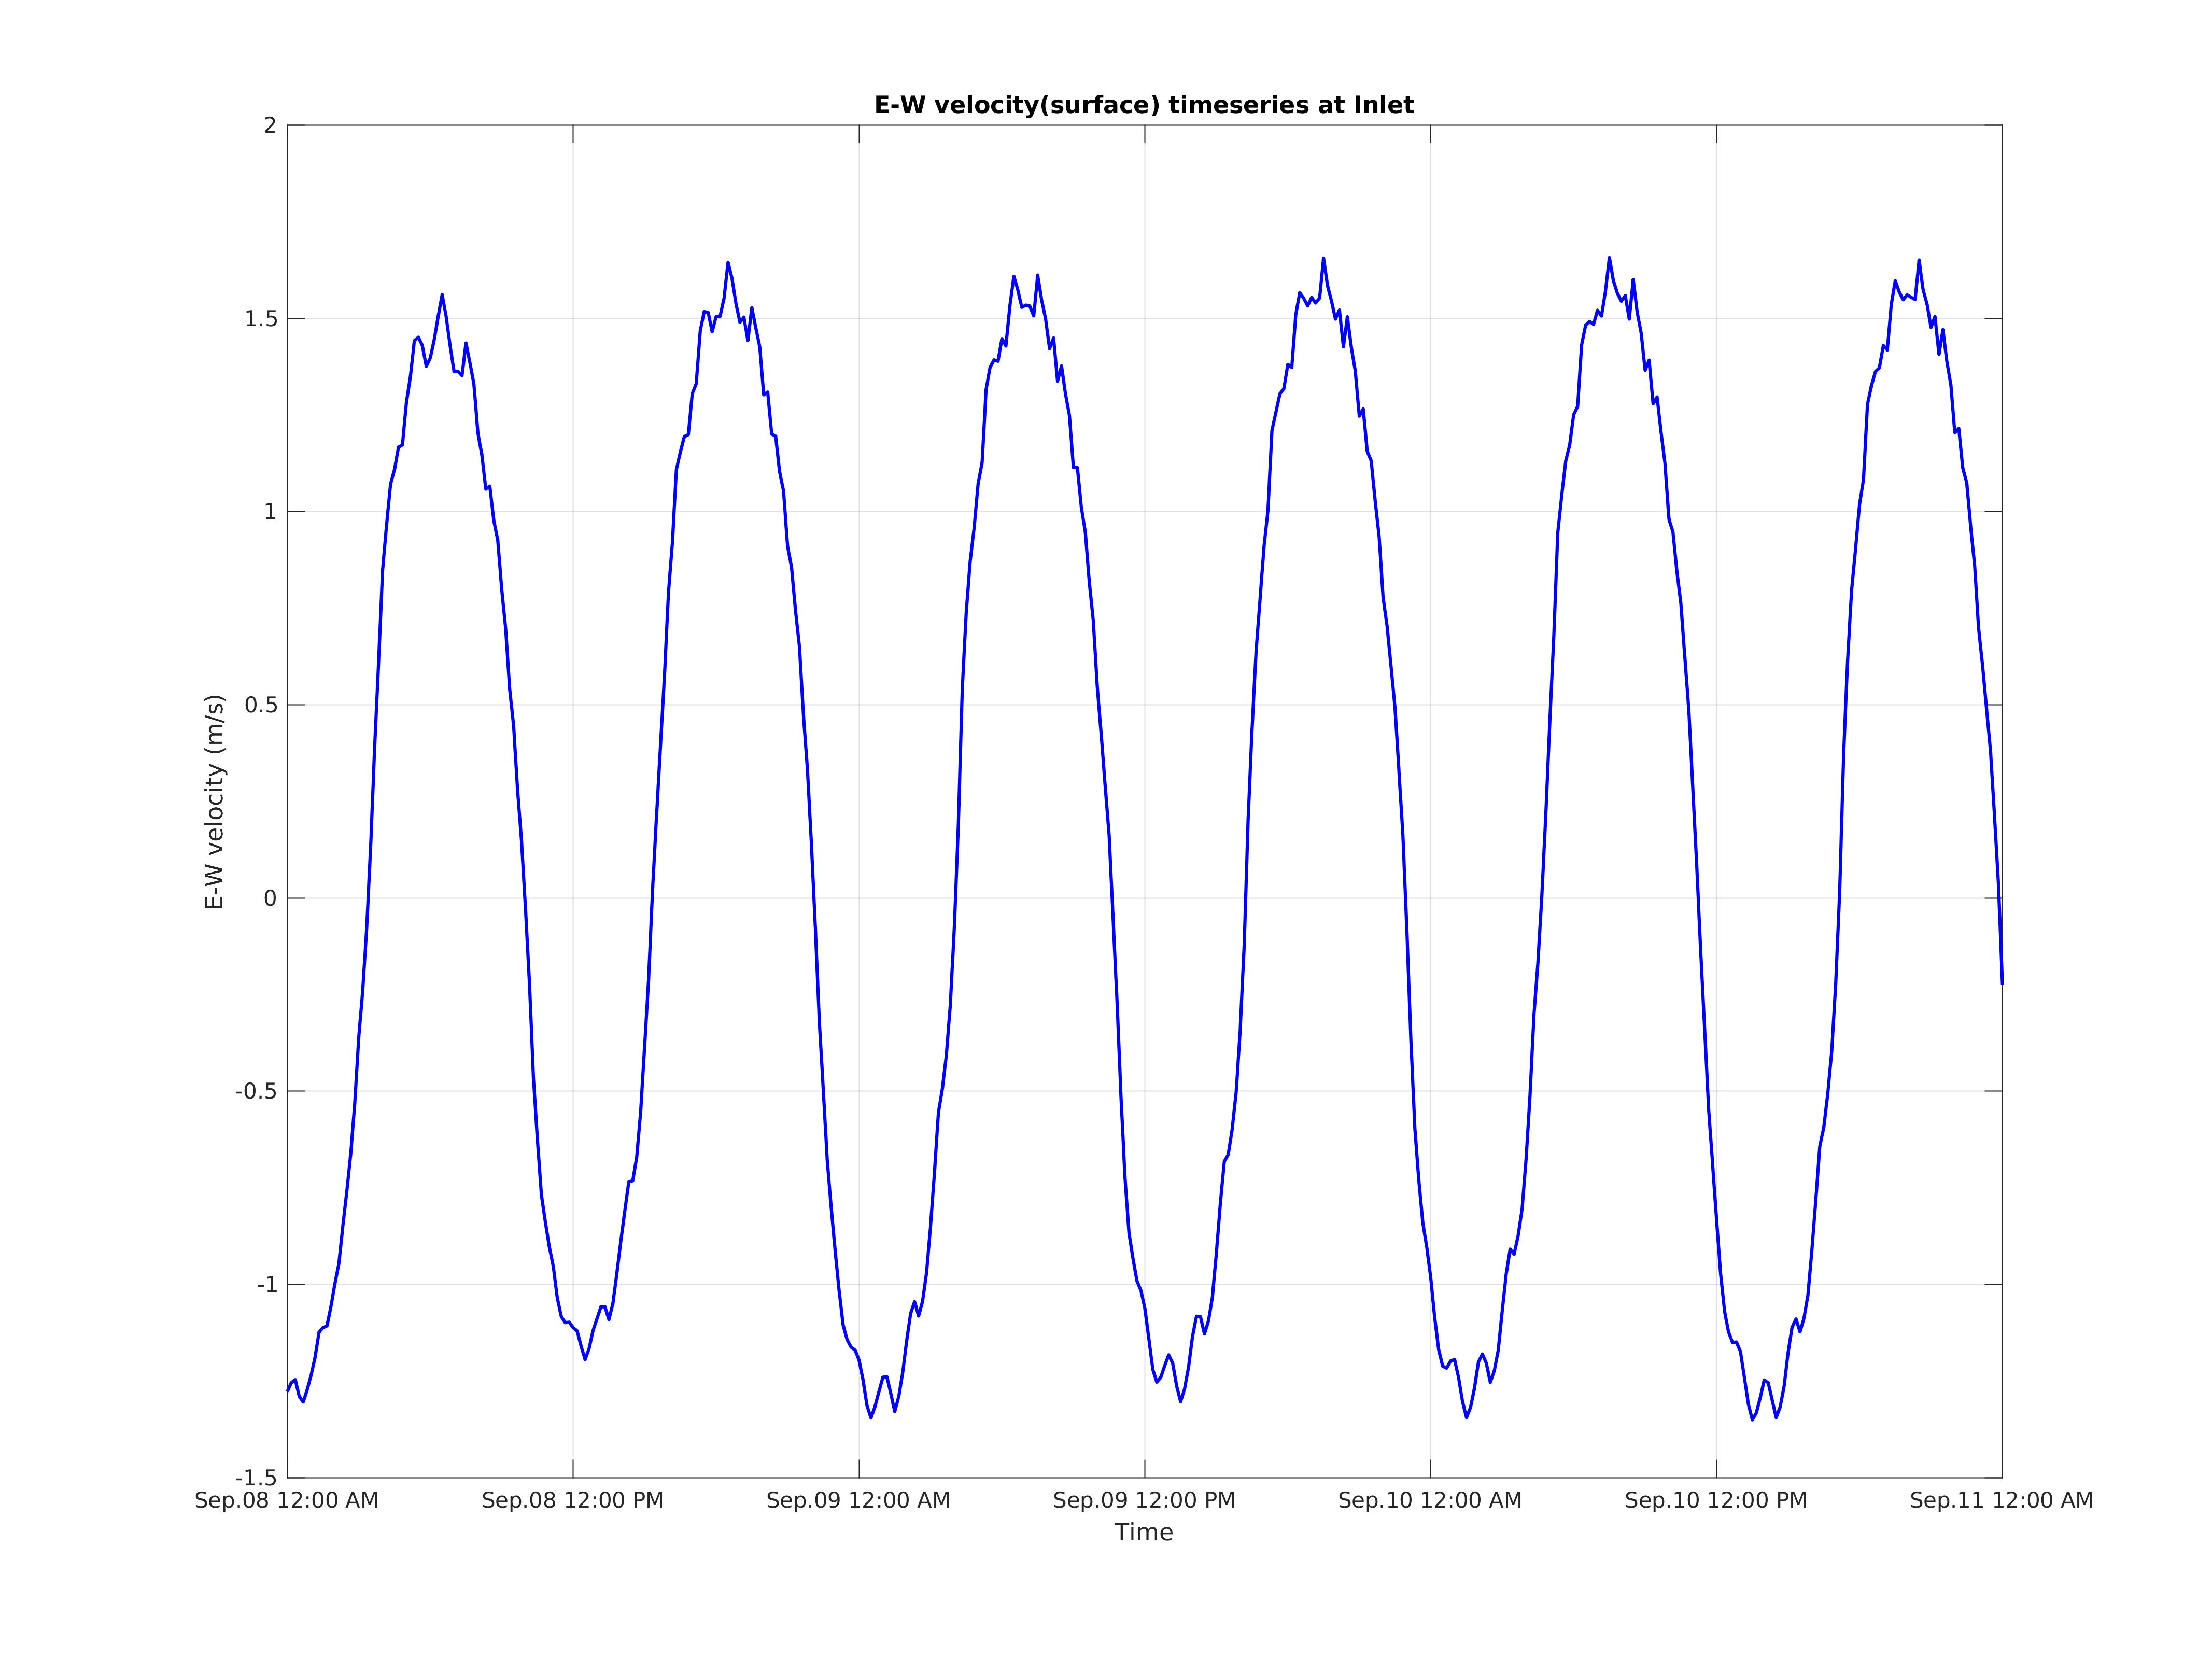 E-W velocity(surface) timeseries at Inlet
2
1.5
1
0.5
0
-0.5
-1
-1.5
E-W velocity (m/s)
Sep.08 12:00 AM Sep.08 12:00 PM Sep.09 12:00 AM Sep.09 12:00 PM Sep.10 12:00 AM Sep.10 12:00 PM Sep.11 12:00 AM
Time